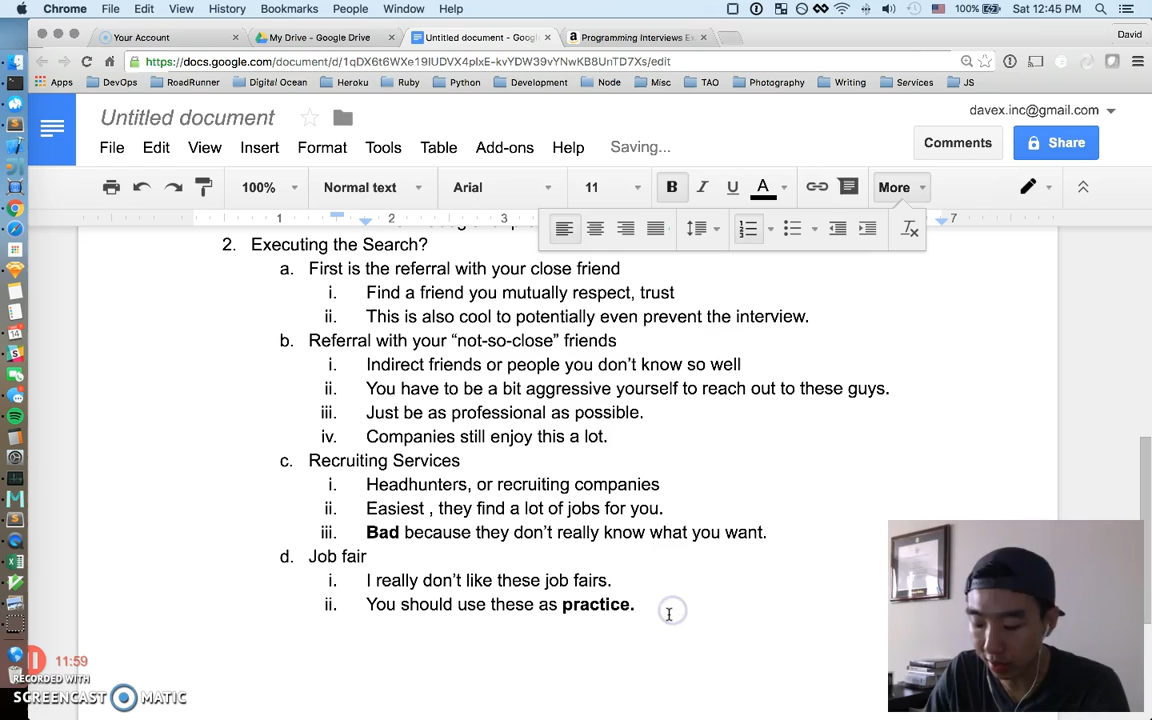 Chrome File Edit View History Bookmarks People Window Help 100% Sat 12:45 PM
Your Account My Drive - Google Drive Untitled document - Goog Programming Interviews Ex David
https://docs.google.com/document/d/1qDX6t6WXe19IUDVX4pIxE-kvYDW39vYNwKB8UnTD7Xs/edit
Apps DevOps RoadRunner Digital Ocean Heroku Ruby Python Development Node Misc TAO Photography Writing Services JS
Untitled document
davex.inc@gmail.com
File Edit View Insert Format Tools Table Add-ons Help Saving...
Comments Share
100% Normal text Arial 11 B I U A More
1 2 3 7
2. Executing the Search?
a. First is the referral with your close friend
i. Find a friend you mutually respect, trust
ii. This is also cool to potentially even prevent the interview.
b. Referral with your “not-so-close” friends
i. Indirect friends or people you don’t know so well
ii. You have to be a bit aggressive yourself to reach out to these guys.
iii. Just be as professional as possible.
iv. Companies still enjoy this a lot.
c. Recruiting Services
i. Headhunters, or recruiting companies
ii. Easiest , they find a lot of jobs for you.
iii. Bad because they don’t really know what you want.
d. Job fair
i. I really don’t like these job fairs.
ii. You should use these as practice.
11:59
RECORDED WITH
SCREENCAST MATIC